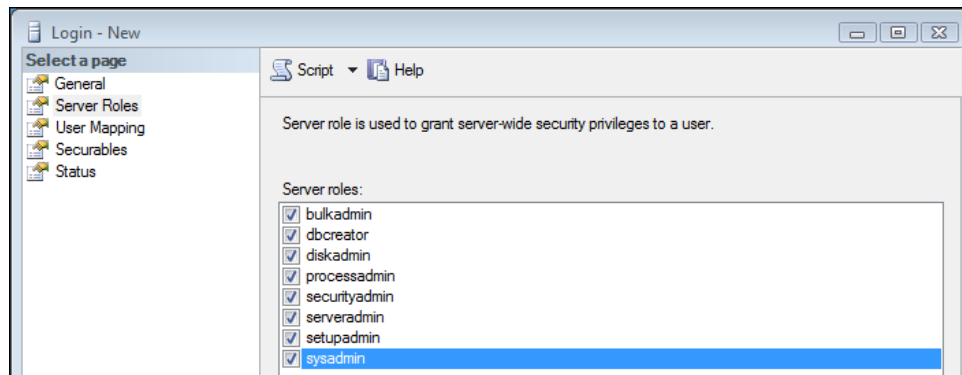 Login - New
Select a page
General
Server Roles
User Mapping
Securables
Status
Script
Help
Server role is used to grant server-wide security privileges to a user.
Server roles:
bulkadmin
dbcreator
diskadmin
processadmin
securityadmin
serveradmin
setupadmin
sysadmin